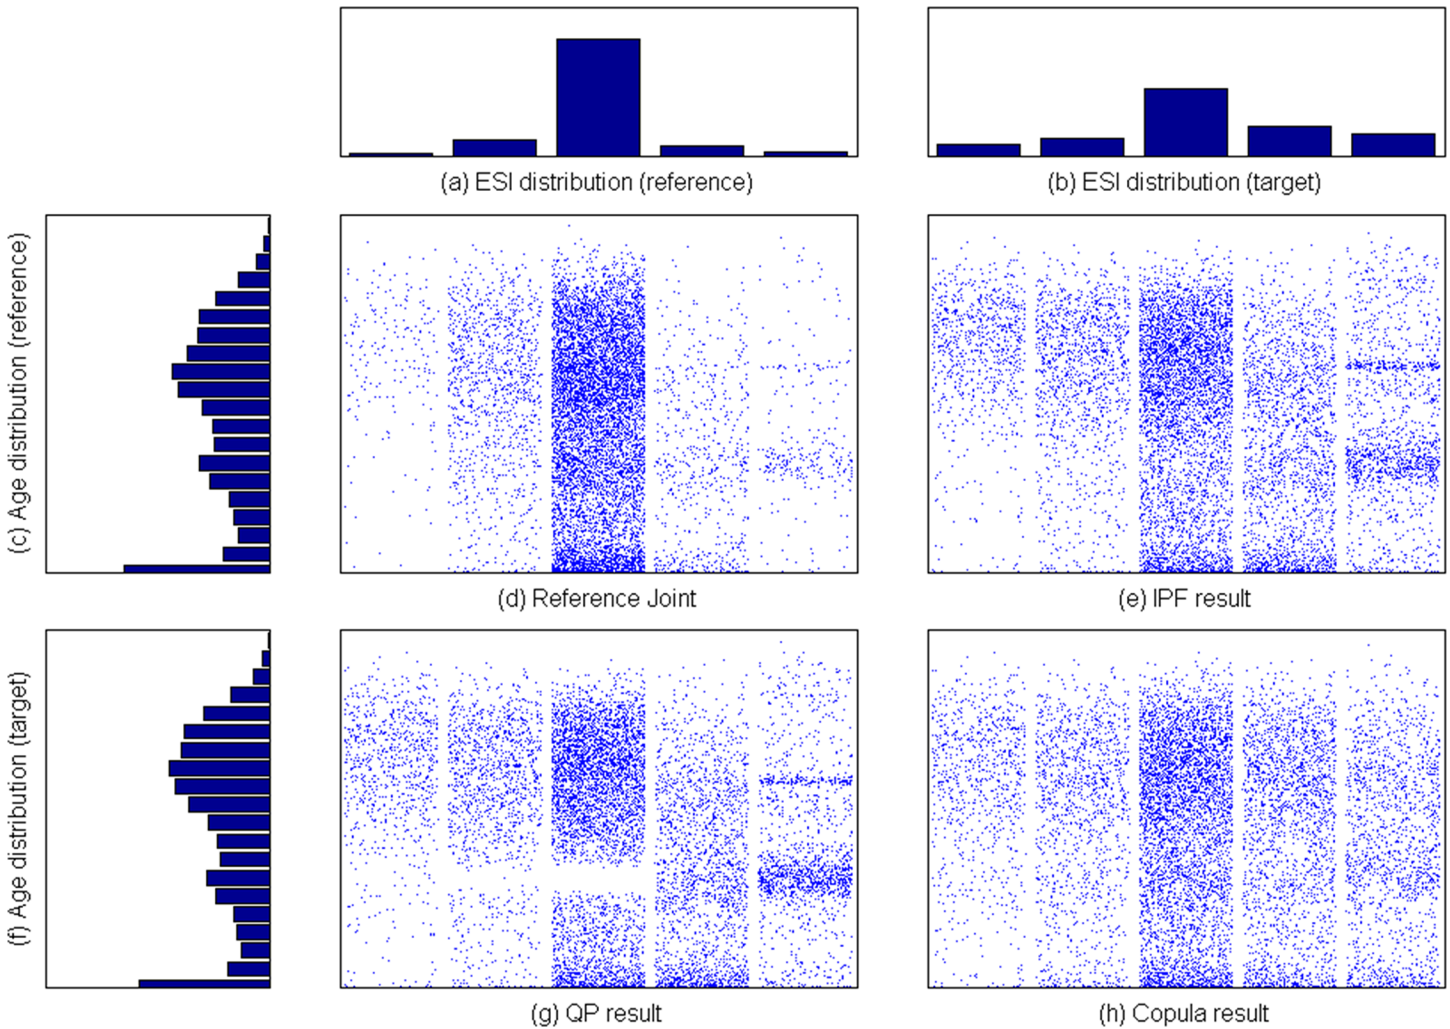 (a) ESI distribution (reference)
(b) ESI distribution (target)
(c) Age distribution (reference)
(d) Reference Joint
(e) IPF result
(f) Age distribution (target)
(g) QP result
(h) Copula result